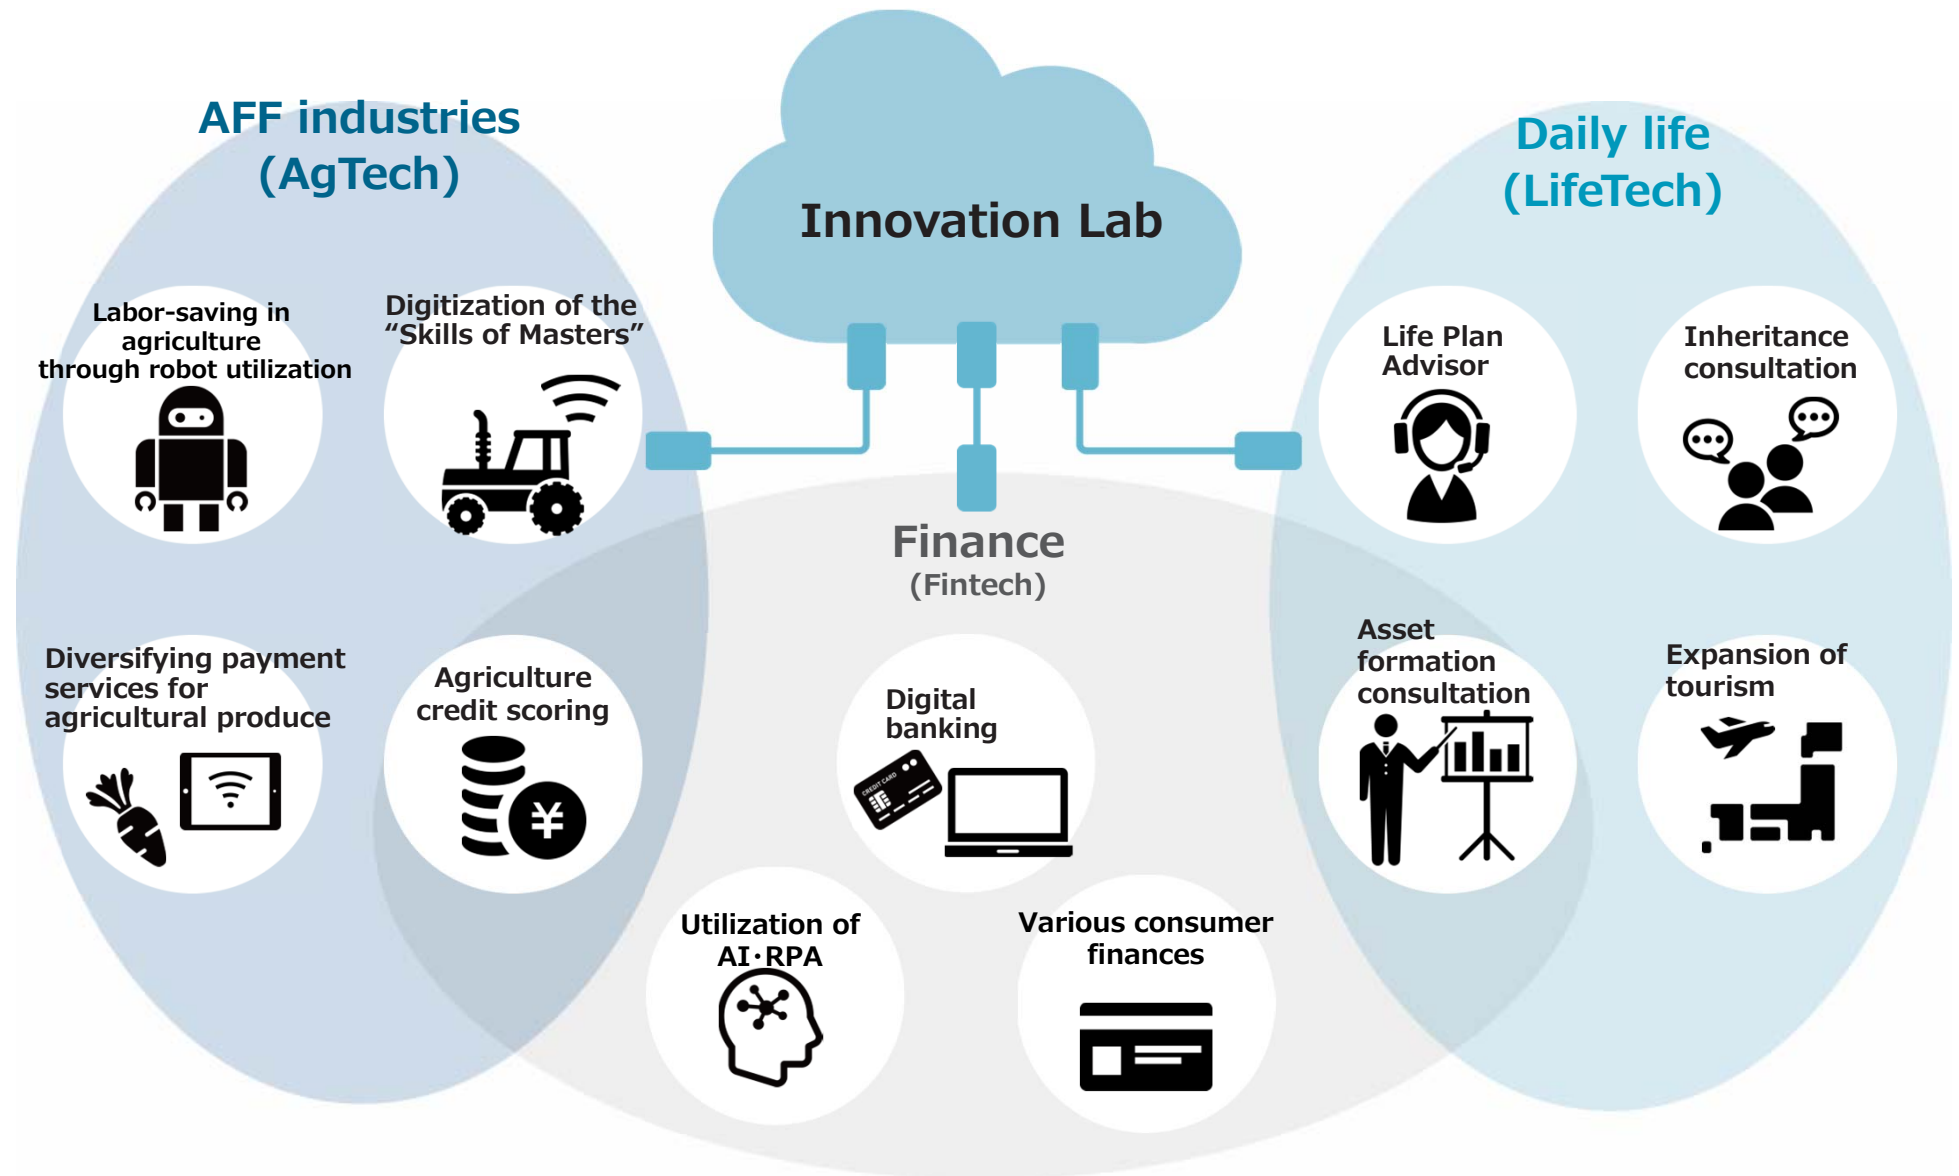 AFF industries
(AgTech)
Innovation Lab
Daily life
(LifeTech)
Labor-saving in
agriculture
through robot utilization
Digitization of the
“Skills of Masters”
Life Plan
Advisor
Inheritance
consultation
Finance
(Fintech)
Diversifying payment
services for
agricultural produce
Agriculture
credit scoring
¥
Digital
banking
CREDIT CARD
Asset
formation
consultation
Expansion of
tourism
Utilization of
AI・RPA
Various consumer
finances